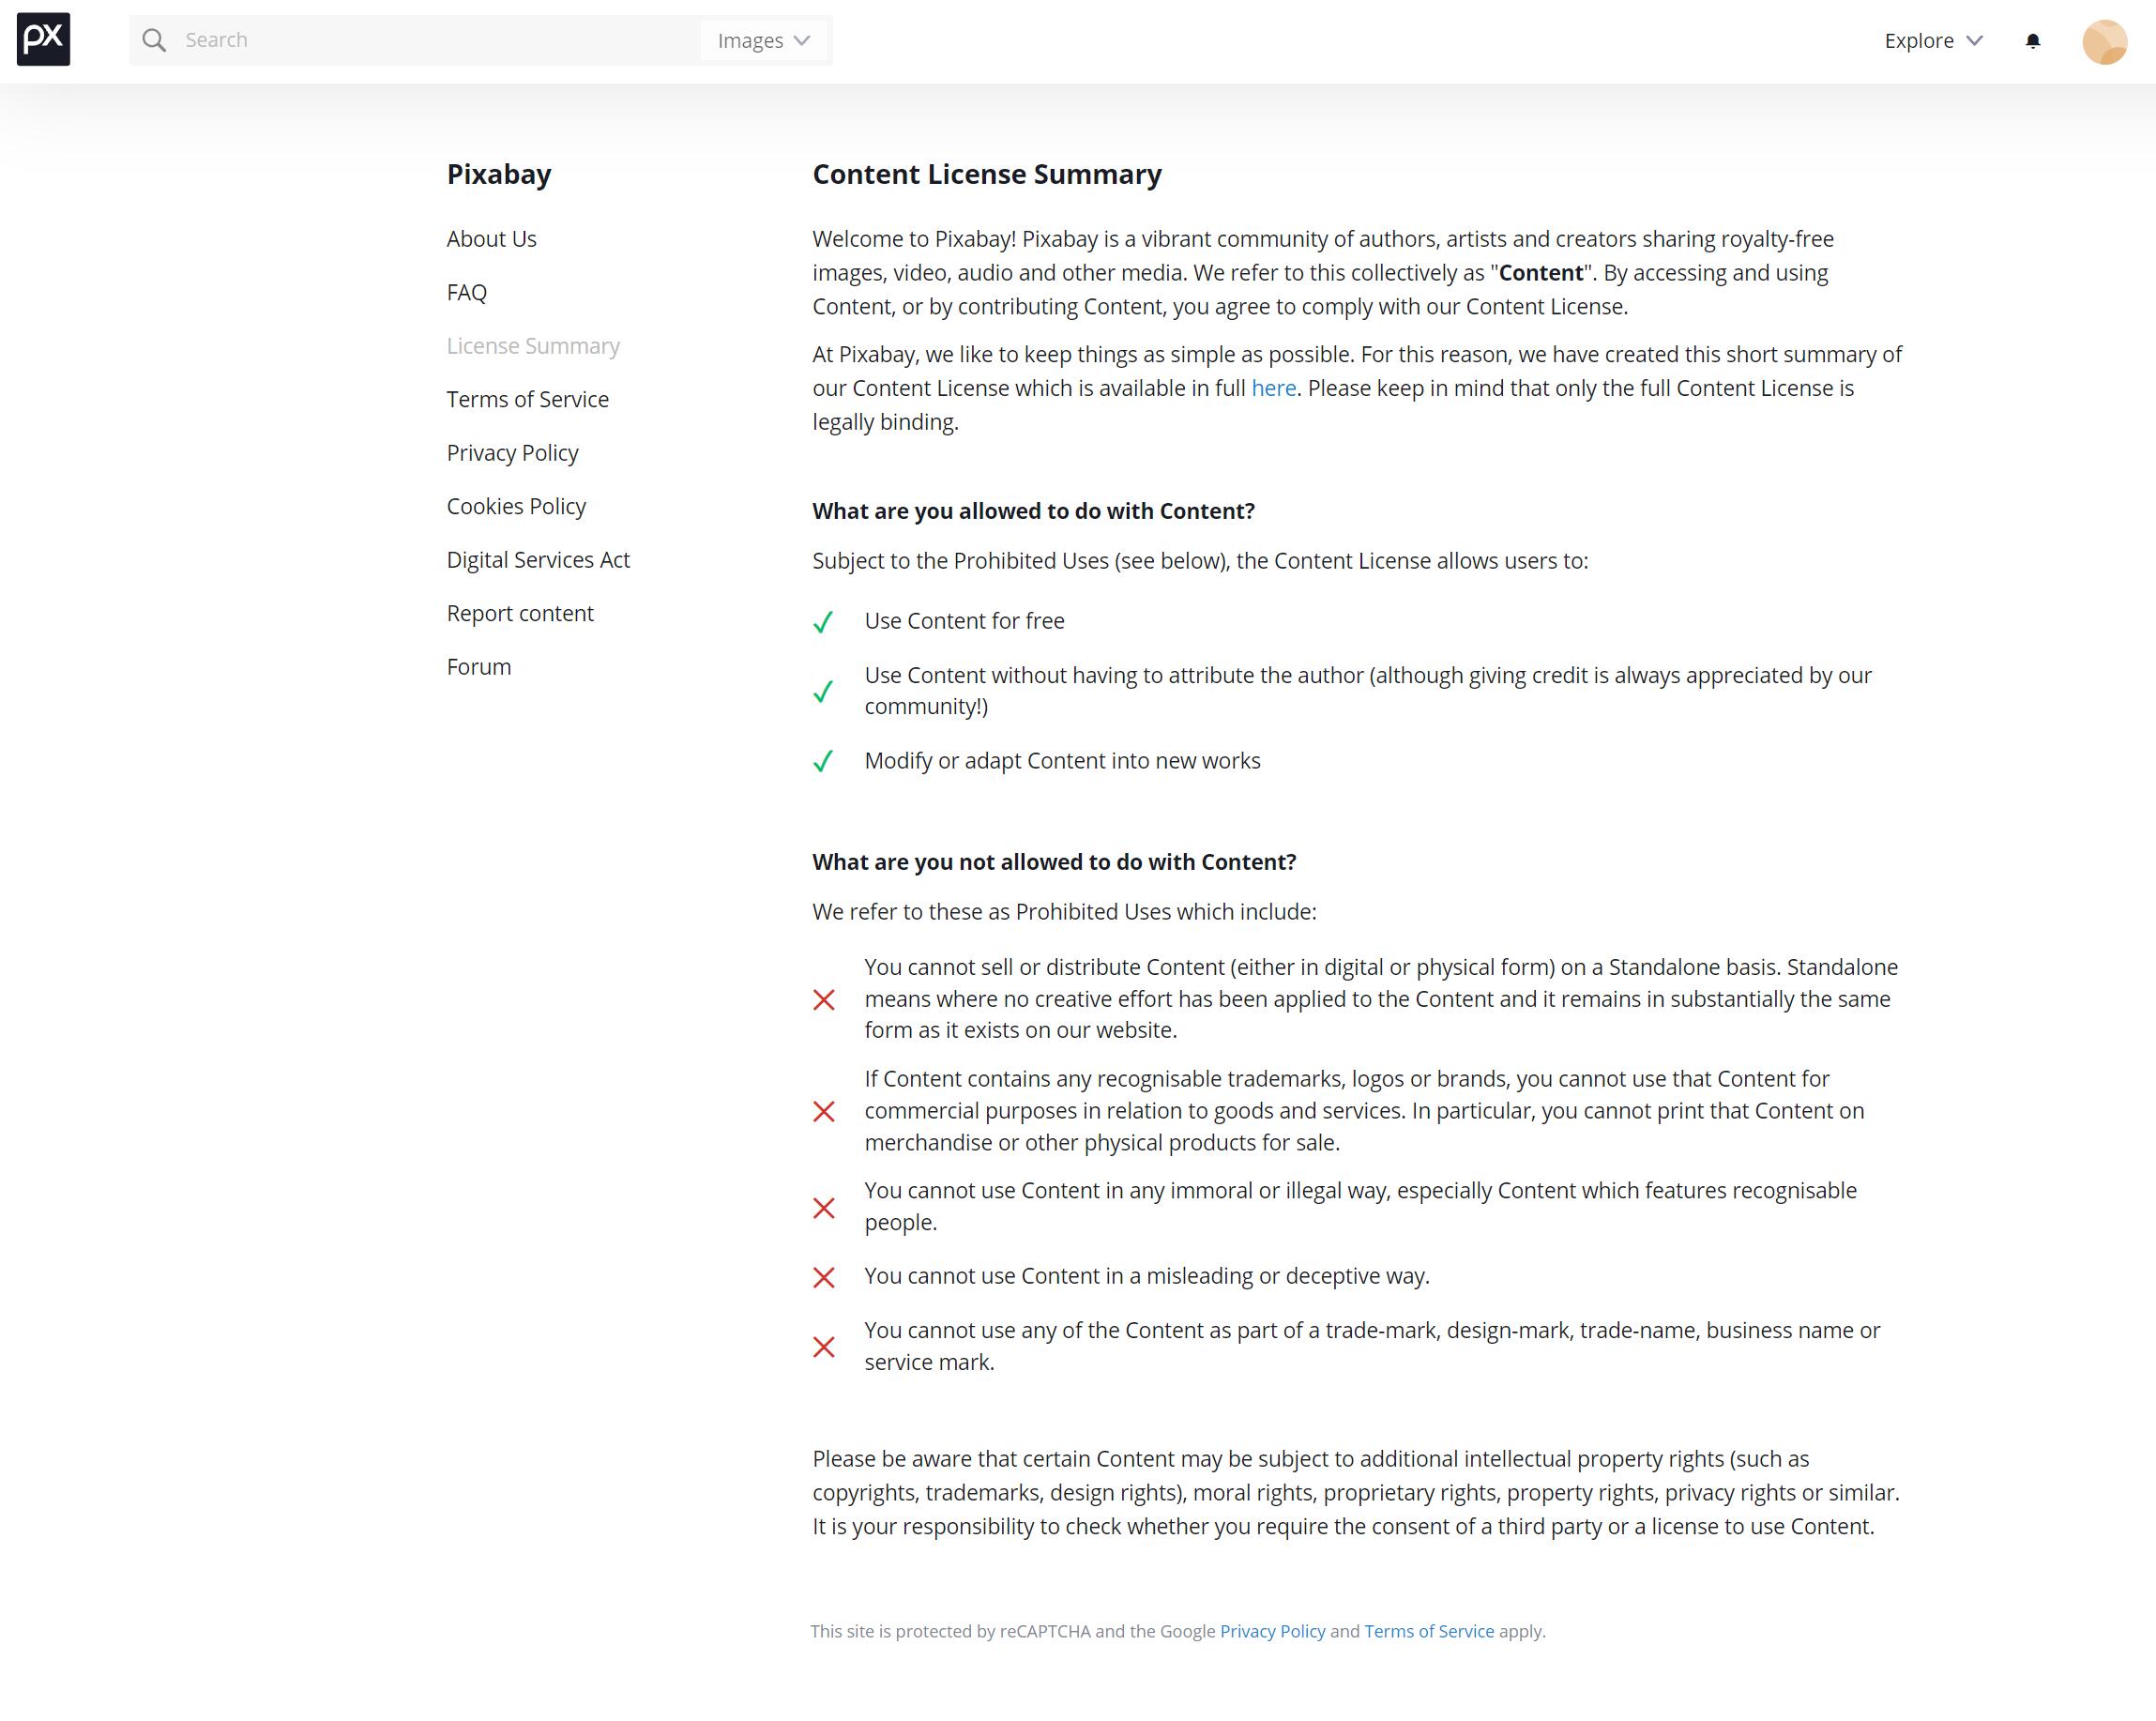 px
Search
Images
Explore
Pixabay
About Us
FAQ
License Summary
Terms of Service
Privacy Policy
Cookies Policy
Digital Services Act
Report content
Forum
Content License Summary
Welcome to Pixabay! Pixabay is a vibrant community of authors, artists and creators sharing royalty-free
images, video, audio and other media. We refer to this collectively as "Content". By accessing and using
Content, or by contributing Content, you agree to comply with our Content License.
At Pixabay, we like to keep things as simple as possible. For this reason, we have created this short summary of
our Content License which is available in full here. Please keep in mind that only the full Content License is
legally binding.
What are you allowed to do with Content?
Subject to the Prohibited Uses (see below), the Content License allows users to:
Use Content for free
Use Content without having to attribute the author (although giving credit is always appreciated by our
community!)
Modify or adapt Content into new works
What are you not allowed to do with Content?
We refer to these as Prohibited Uses which include:
You cannot sell or distribute Content (either in digital or physical form) on a Standalone basis. Standalone
means where no creative effort has been applied to the Content and it remains in substantially the same
form as it exists on our website.
If Content contains any recognisable trademarks, logos or brands, you cannot use that Content for
commercial purposes in relation to goods and services. In particular, you cannot print that Content on
merchandise or other physical products for sale.
You cannot use Content in any immoral or illegal way, especially Content which features recognisable
people.
You cannot use Content in a misleading or deceptive way.
You cannot use any of the Content as part of a trade-mark, design-mark, trade-name, business name or
service mark.
Please be aware that certain Content may be subject to additional intellectual property rights (such as
copyrights, trademarks, design rights), moral rights, proprietary rights, property rights, privacy rights or similar.
It is your responsibility to check whether you require the consent of a third party or a license to use Content.
This site is protected by reCAPTCHA and the Google Privacy Policy and Terms of Service apply.